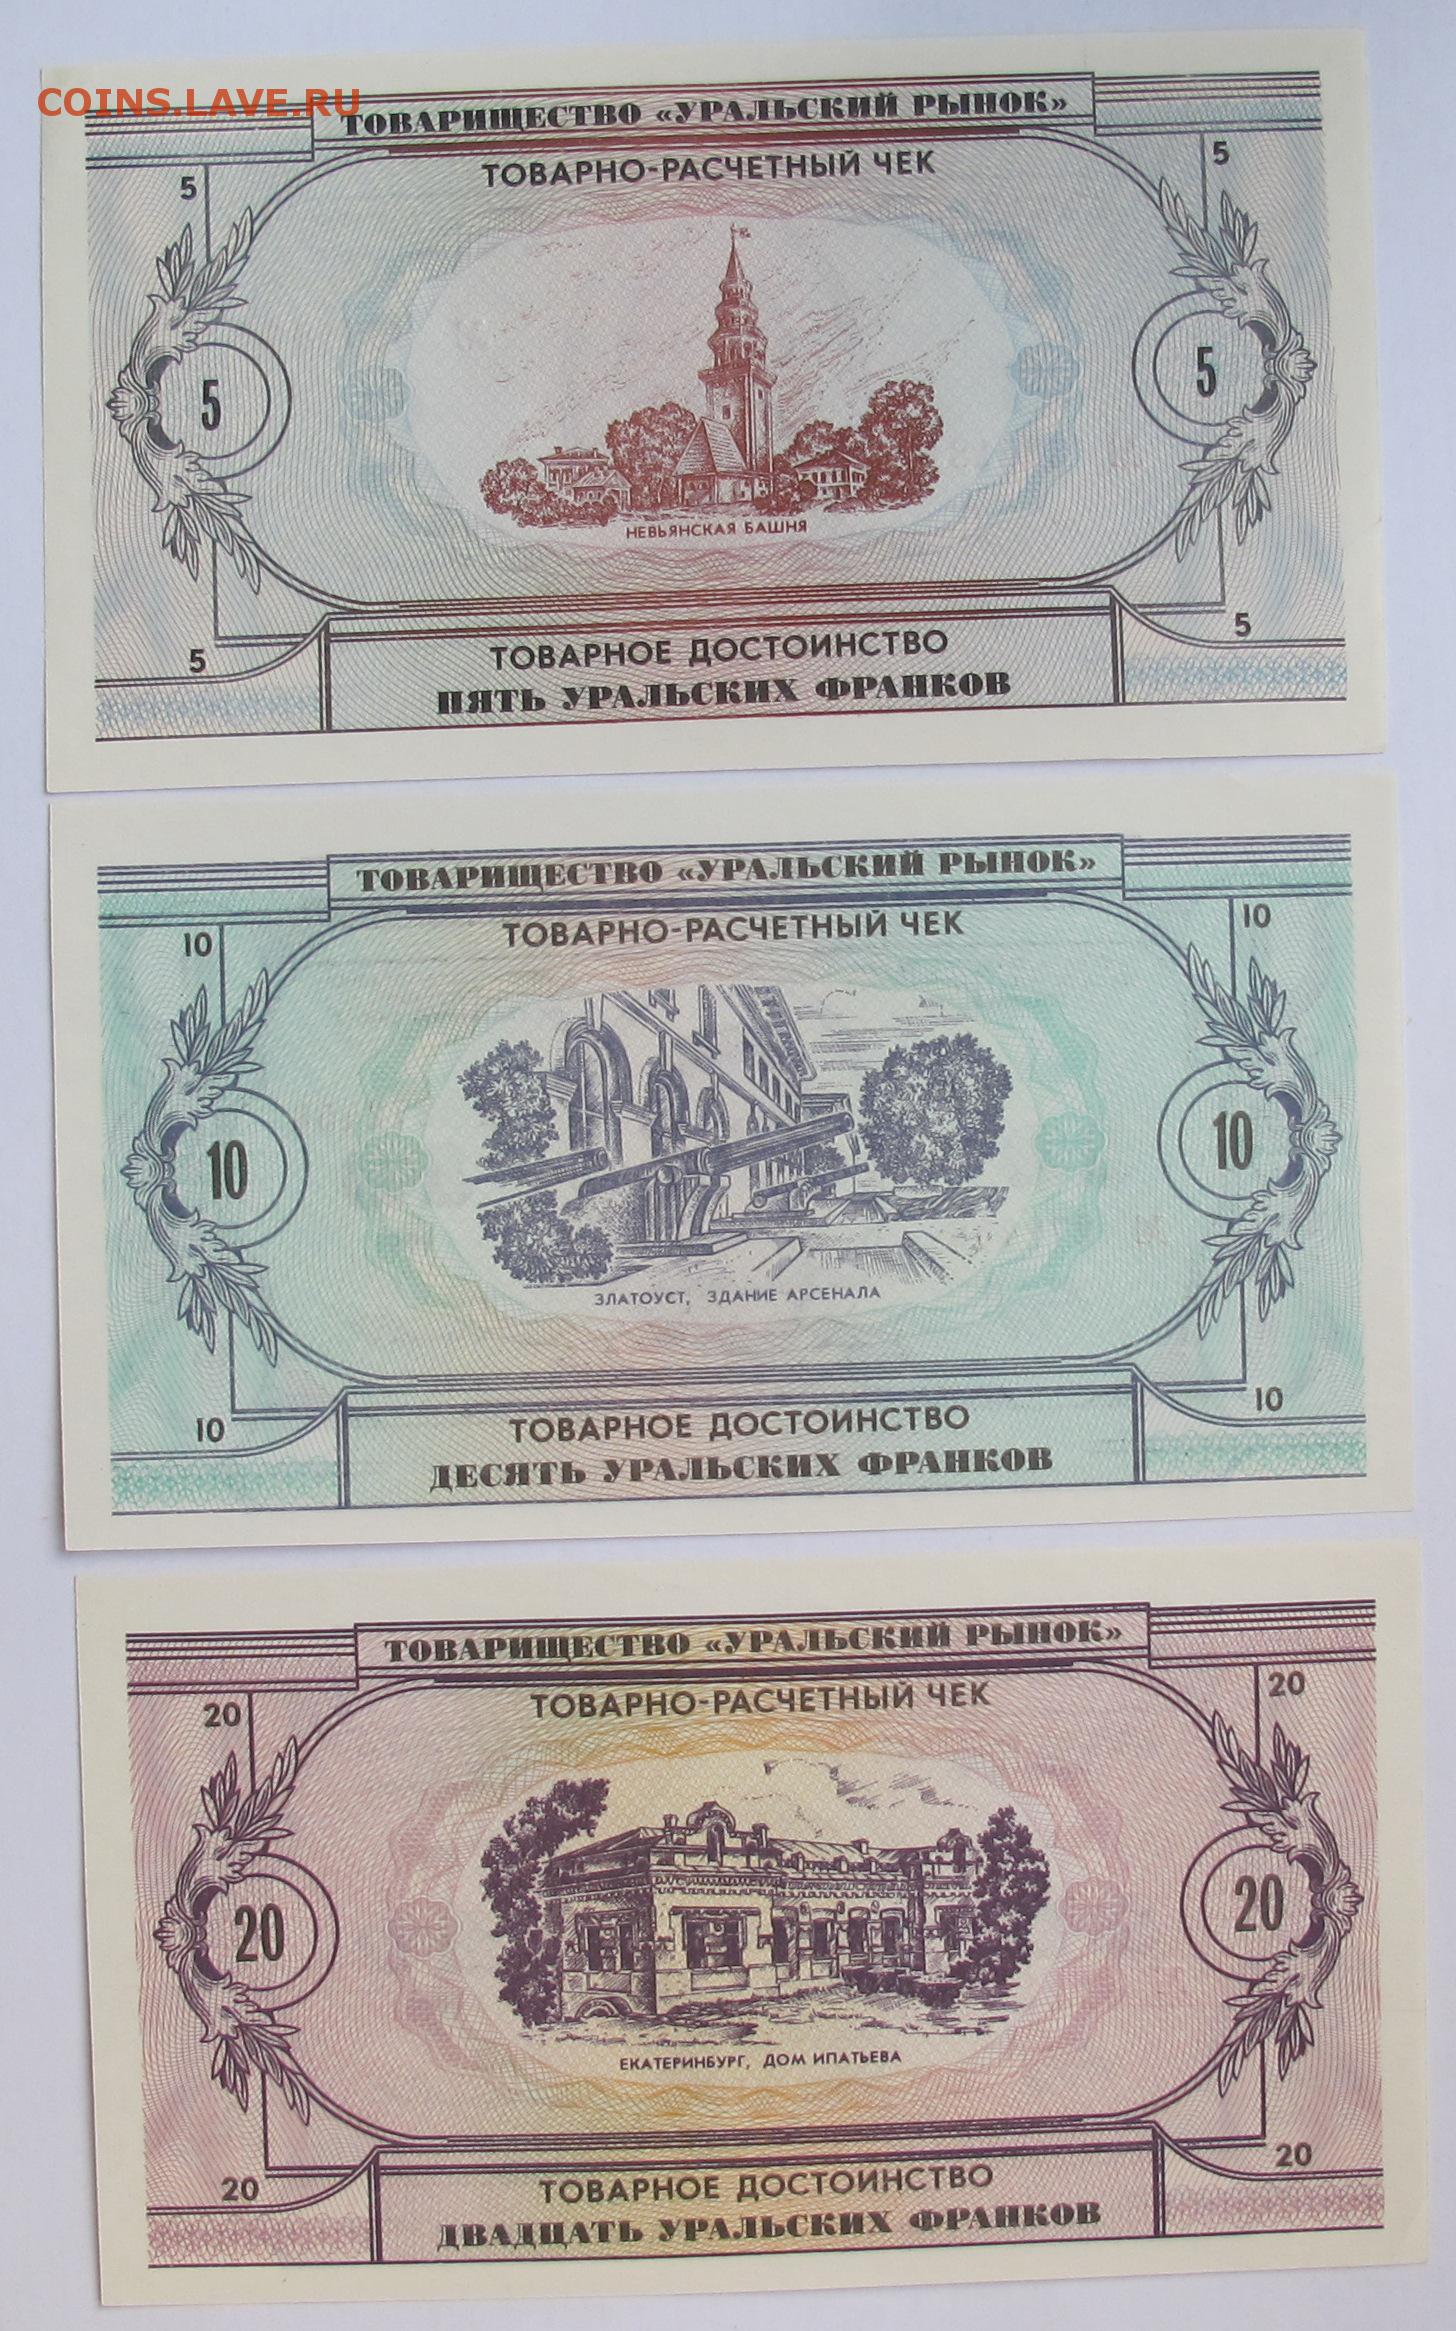 COINS.LAVE.RU
ТОВАРИЩЕСТВО «УРАЛЬСКИЙ РЫНОК»
ТОВАРНО-РАСЧЕТНЫЙ ЧЕК
5 5
5 5
НЕВЬЯНСКАЯ БАШНЯ
5 5
ТОВАРНОЕ ДОСТОИНСТВО
ПЯТЬ УРАЛЬСКИХ ФРАНКОВ
ТОВАРИЩЕСТВО «УРАЛЬСКИЙ РЫНОК»
ТОВАРНО-РАСЧЕТНЫЙ ЧЕК
10 10
10 10
ЗЛАТОУСТ, ЗДАНИЕ АРСЕНАЛА
10 10
ТОВАРНОЕ ДОСТОИНСТВО
ДЕСЯТЬ УРАЛЬСКИХ ФРАНКОВ
ТОВАРИЩЕСТВО «УРАЛЬСКИЙ РЫНОК»
ТОВАРНО-РАСЧЕТНЫЙ ЧЕК
20 20
20 20
ЕКАТЕРИНБУРГ, ДОМ ИПАТЬЕВА
20 20
ТОВАРНОЕ ДОСТОИНСТВО
ДВАДЦАТЬ УРАЛЬСКИХ ФРАНКОВ